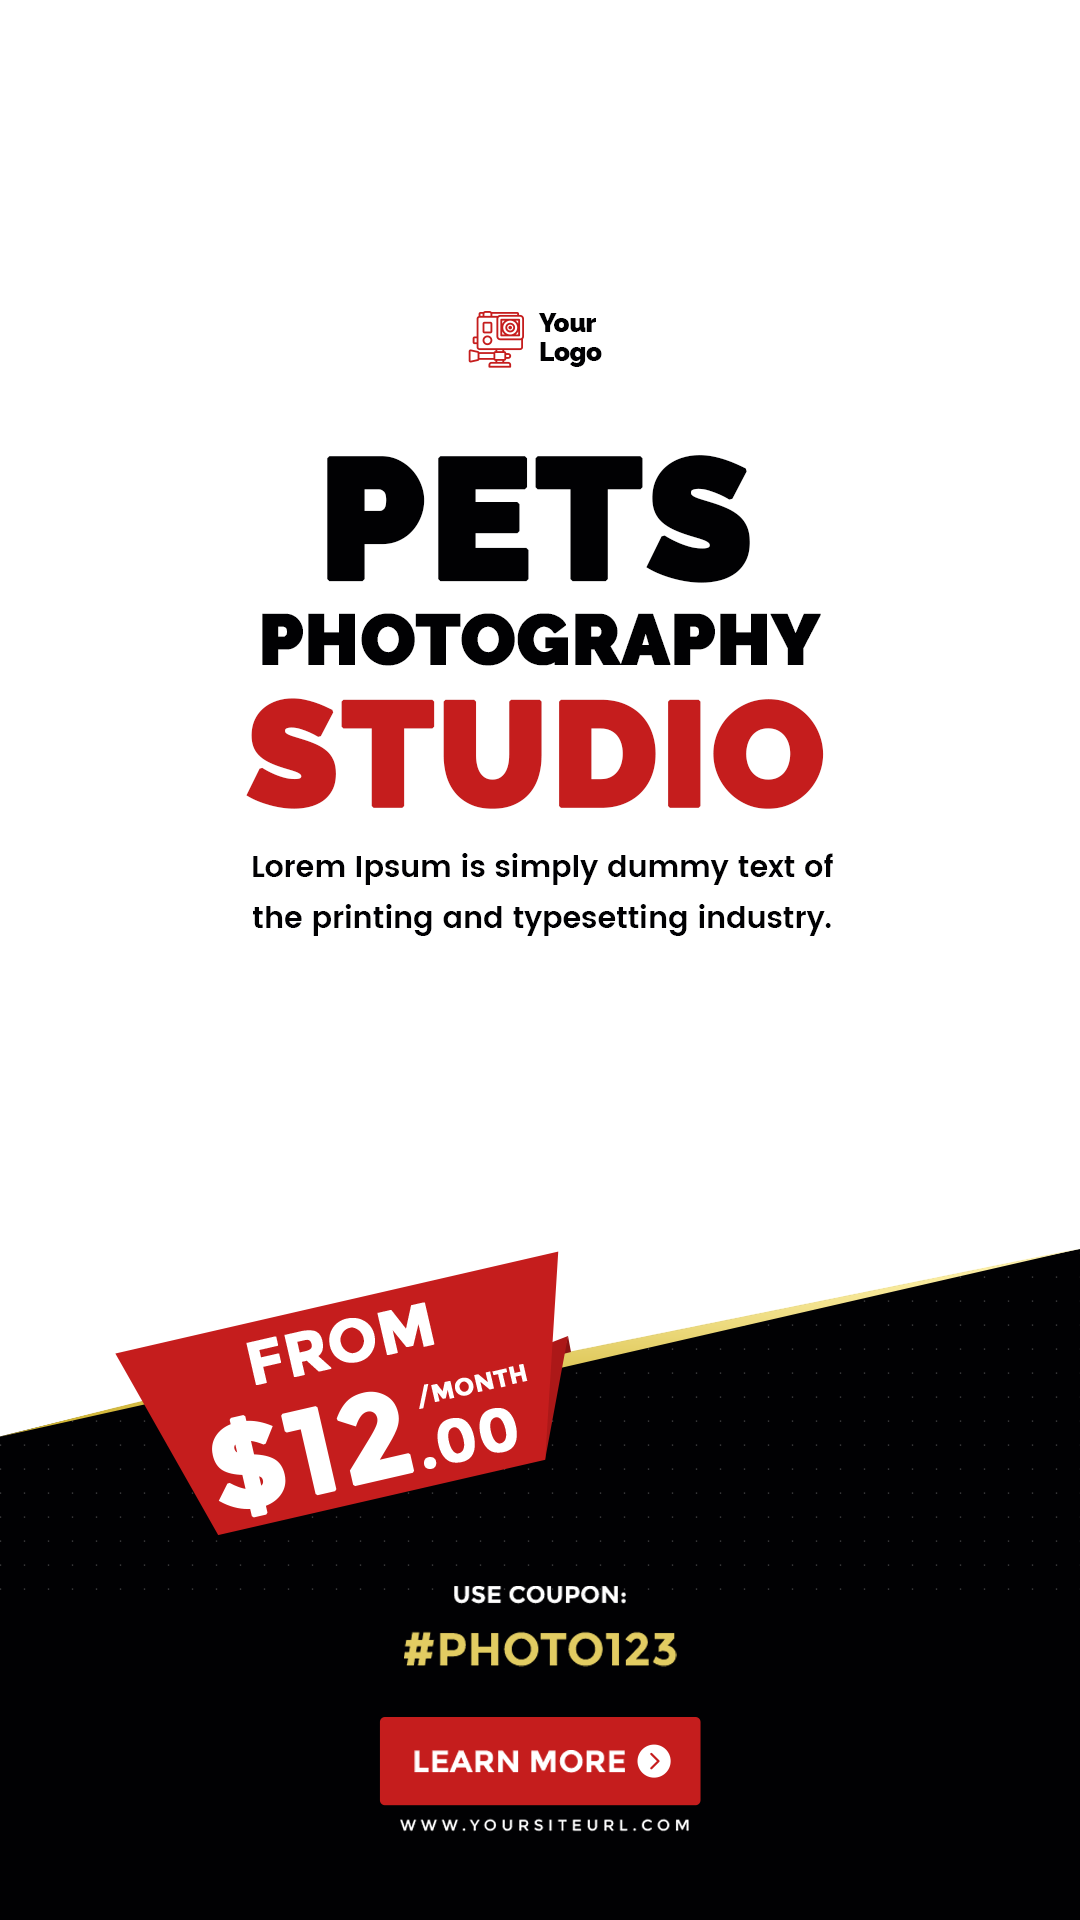 Your
Logo
PETS
PHOTOGRAPHY
STUDIO
Lorem Ipsum is simply dummy text of
the printing and typesetting industry.
FROM
$12.00 /MONTH
USE COUPON:
#PHOTO123
LEARN MORE
WWW.YOURSITEURL.COM